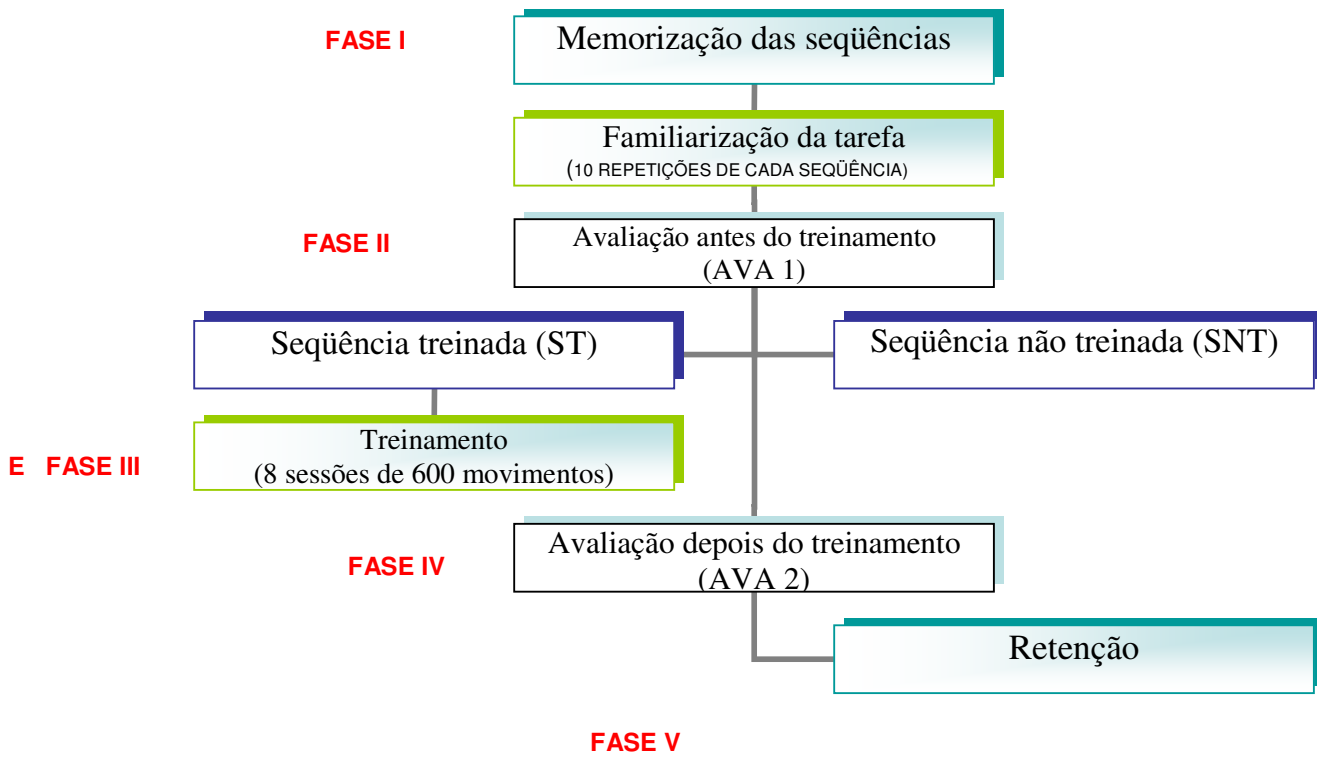 FASE I
Memorização das seqüências
Familiarização da tarefa
(10 REPETIÇÕES DE CADA SEQÜÊNCIA)
FASE II
Avaliação antes do treinamento
(AVA 1)
Seqüência treinada (ST)
Seqüência não treinada (SNT)
E FASE III
Treinamento
(8 sessões de 600 movimentos)
FASE IV
Avaliação depois do treinamento
(AVA 2)
Retenção
FASE V